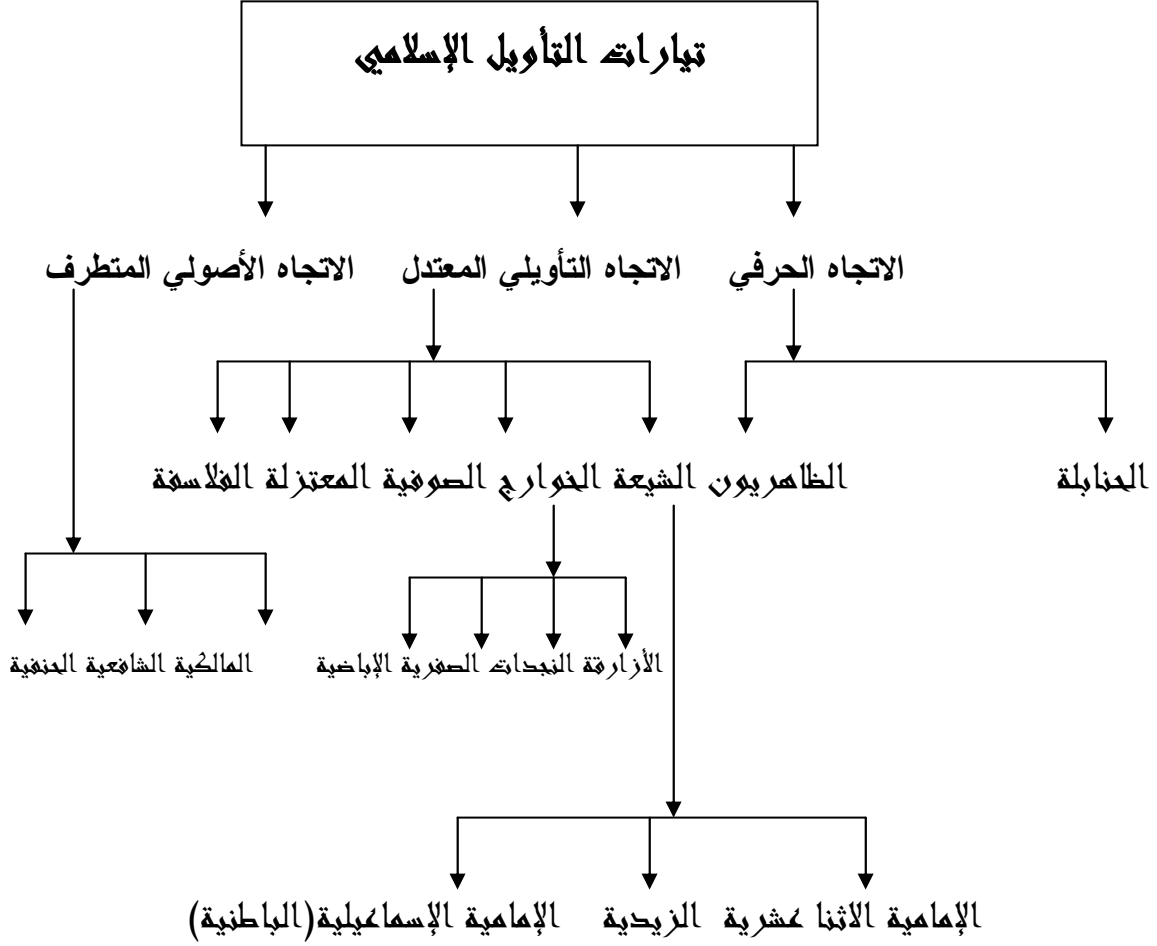 تيارات التأويل الإسلامي
الاتجاه الحرفي الاتجاه التأويلي المعتدل الاتجاه الأصولي المتطرف
الحنابلة الظاهريون الشيعة الخوارج الصوفية المعتزلة الفلاسفة
الأزارقة النجدات الصفرية الإباضية المالكية الشافعية الحنفية
الإمامية الاثنا عشرية الزيدية الإمامية الإسماعيلية(الباطنية)